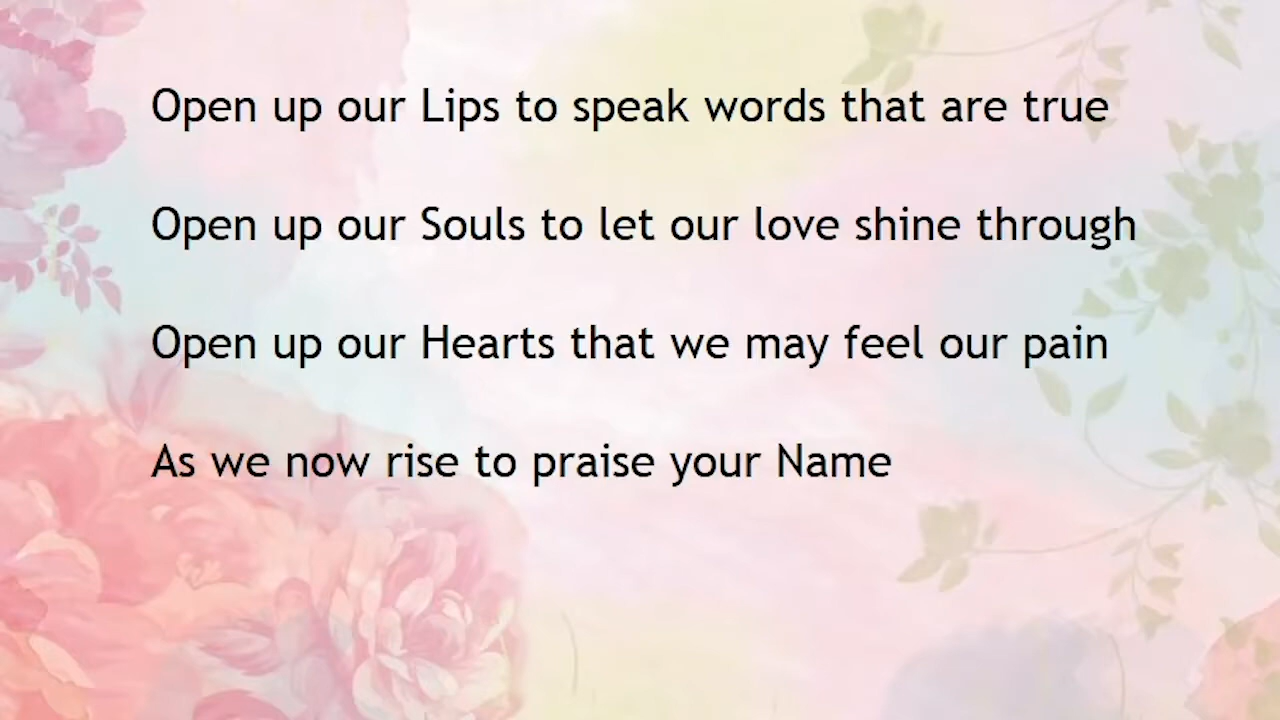 Open up our Lips to speak words that are true
Open up our Souls to let our love shine through
Open up our Hearts that we may feel our pain
As we now rise to praise your Name